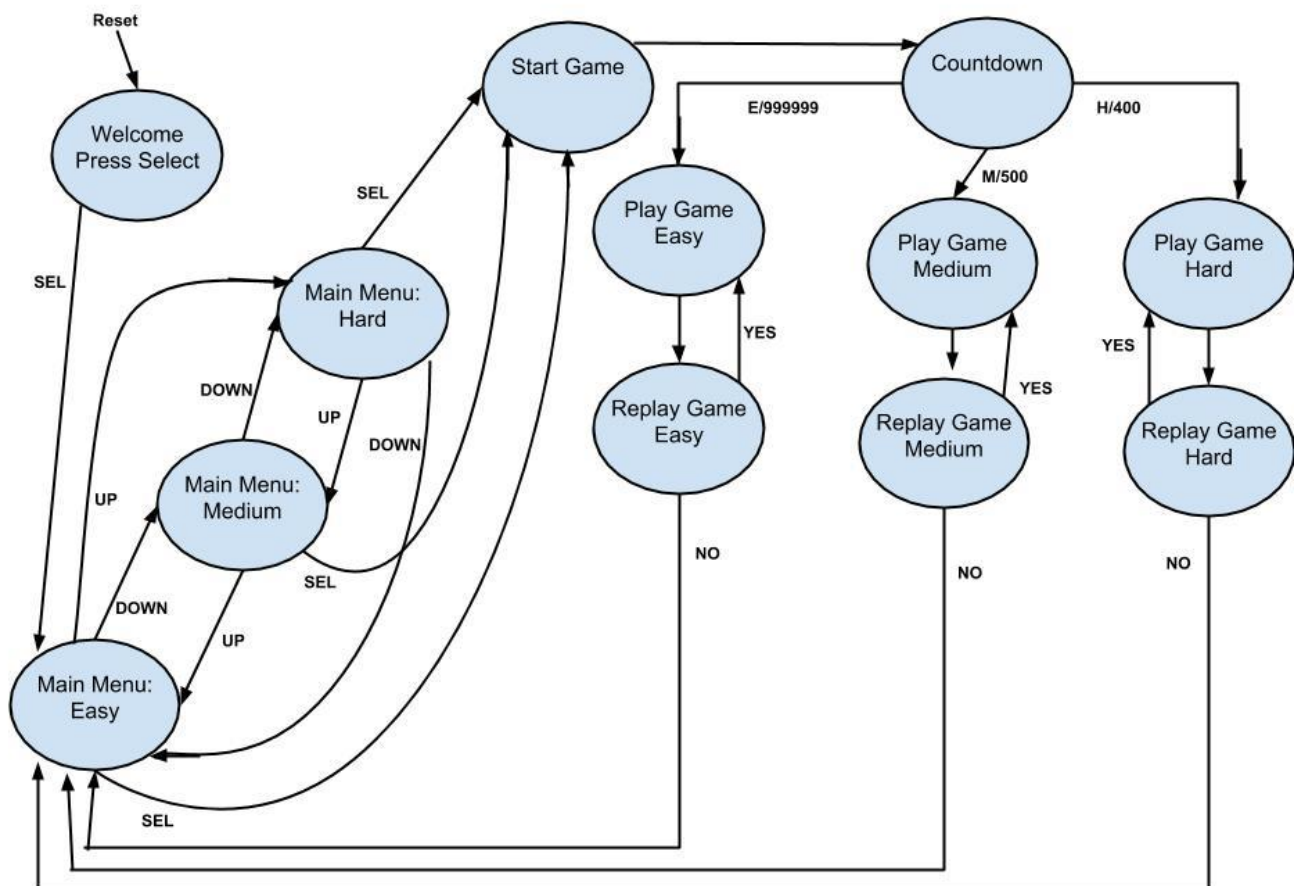 Reset
Start Game
Countdown
Welcome
Press Select
E/999999
H/400
M/500
SEL
Play Game
Easy
Play Game
Medium
Play Game
Hard
SEL
Main Menu:
Hard
YES
YES
DOWN
UP
DOWN
Replay Game
Easy
YES
Replay Game
Medium
Replay Game
Hard
UP
Main Menu:
Medium
NO
SEL
NO
NO
DOWN
UP
Main Menu:
Easy
SEL